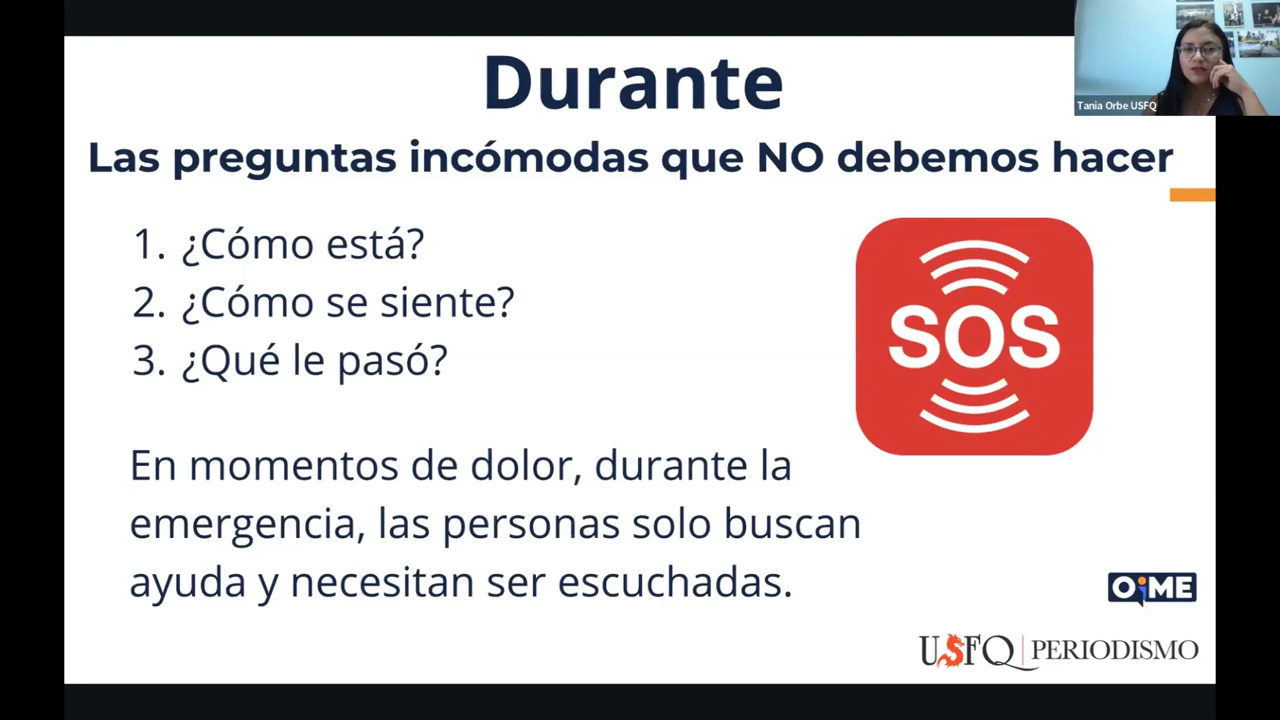 Durante
Tania Orbe USFQ
Las preguntas incómodas que NO debemos hacer
1. ¿Cómo está?
2. ¿Cómo se siente?
3. ¿Qué le pasó?
SOS
En momentos de dolor, durante la
emergencia, las personas solo buscan
ayuda y necesitan ser escuchadas.
OiME
USFQ PERIODISMO